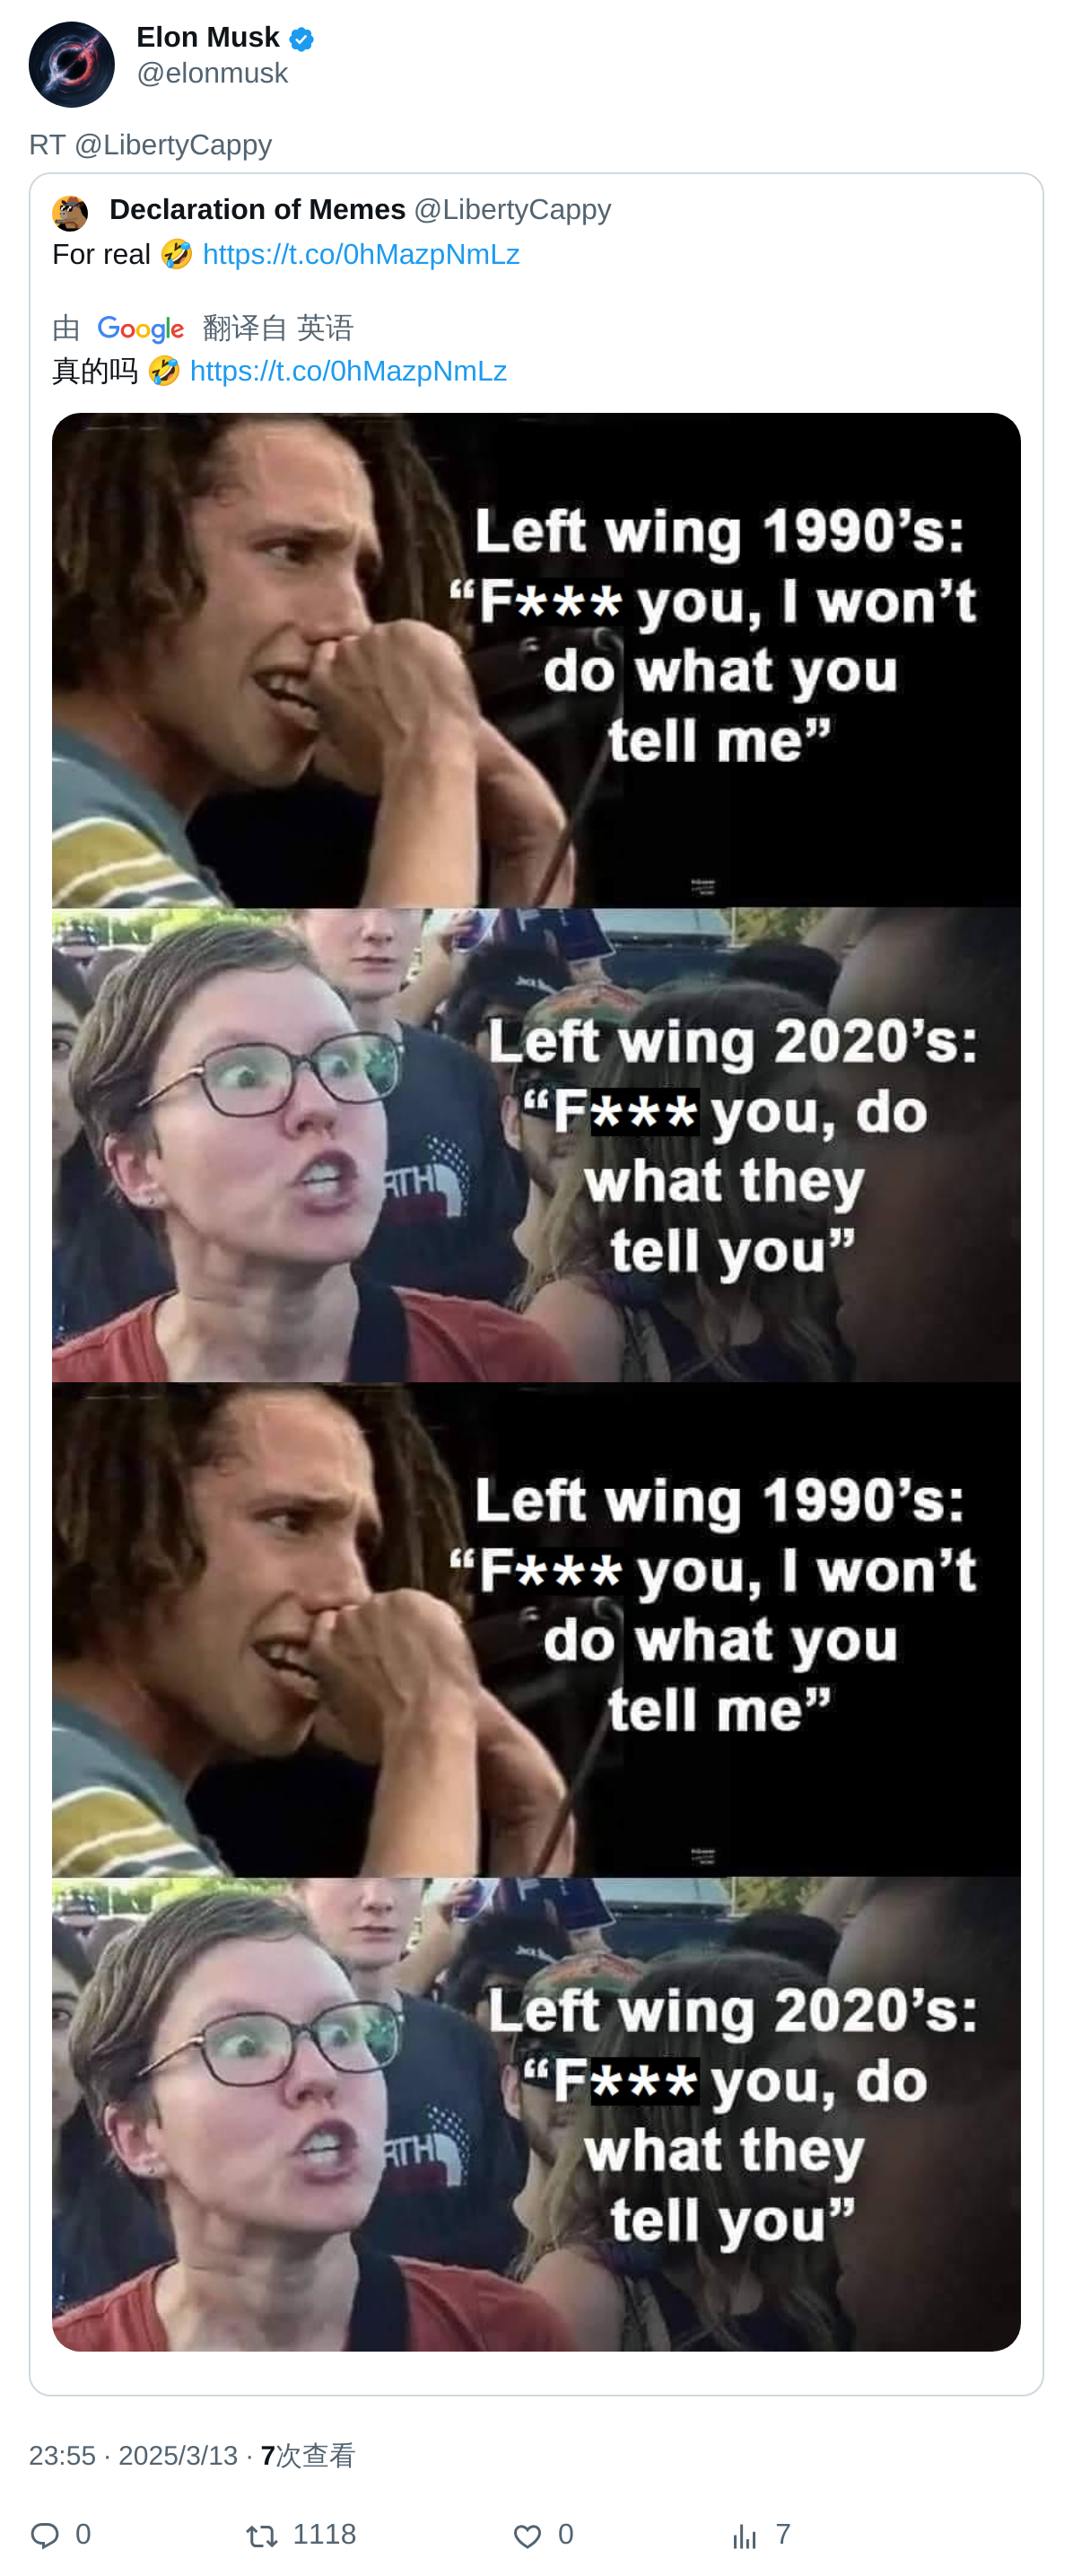 Elon Musk
@elonmusk
RT @LibertyCappy
Declaration of Memes @LibertyCappy
For real 🤣 https://t.co/0hMazpNmLz
由 Google 翻译自 英语
真的吗 🤣 https://t.co/0hMazpNmLz
Left wing 1990’s:
“F*** you, I won’t
do what you
tell me”
Left wing 2020’s:
“F*** you, do
what they
tell you”
ATH
Left wing 1990’s:
“F*** you, I won’t
do what you
tell me”
Left wing 2020’s:
“F*** you, do
what they
tell you”
ATH
23:55 · 2025/3/13 · 7次查看
0 1118 0 7